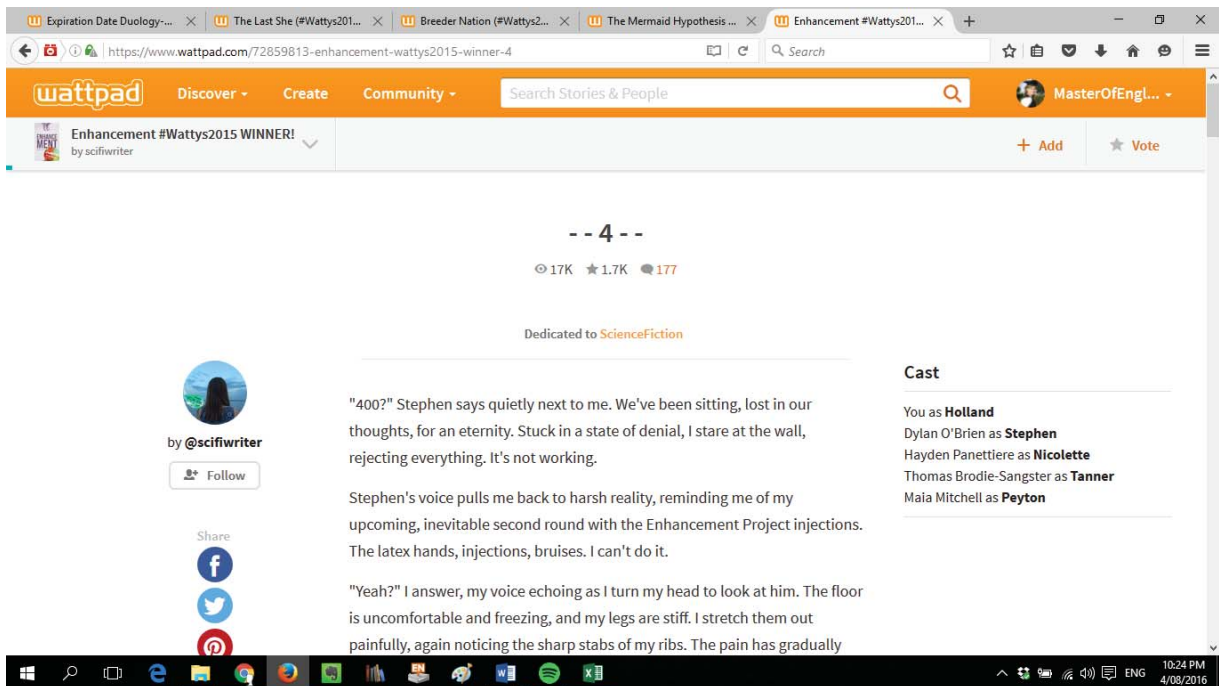 Expiration Date Duology-...
The Last She (#Wattys201...
Breeder Nation (#Wattys2...
The Mermaid Hypothesis ...
Enhancement #Wattys201...
https://www.wattpad.com/72859813-enhancement-wattys2015-winner-4
Search
wattpad
Discover
Create
Community
Search Stories & People
MasterOfEngl...
ENHANCEMENT
Enhancement #Wattys2015 WINNER!
by scifiwriter
+ Add
Vote
- - 4 - -
17K 1.7K 177
Dedicated to ScienceFiction
by @scifiwriter
Follow
Share
"400?" Stephen says quietly next to me. We've been sitting, lost in our
thoughts, for an eternity. Stuck in a state of denial, I stare at the wall,
rejecting everything. It's not working.
Stephen's voice pulls me back to harsh reality, reminding me of my
upcoming, inevitable second round with the Enhancement Project injections.
The latex hands, injections, bruises. I can't do it.
"Yeah?" I answer, my voice echoing as I turn my head to look at him. The floor
is uncomfortable and freezing, and my legs are stiff. I stretch them out
painfully, again noticing the sharp stabs of my ribs. The pain has gradually
Cast
You as Holland
Dylan O'Brien as Stephen
Hayden Panettiere as Nicolette
Thomas Brodie-Sangster as Tanner
Maia Mitchell as Peyton
EN
ENG
10:24 PM
4/08/2016